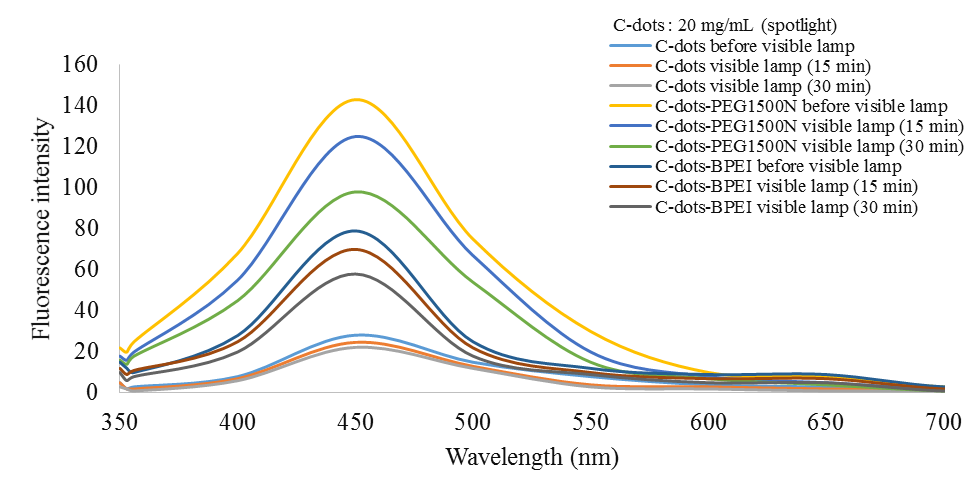 C-dots : 20 mg/mL (spotlight)
C-dots before visible lamp
C-dots visible lamp (15 min)
C-dots visible lamp (30 min)
C-dots-PEG1500N before visible lamp
C-dots-PEG1500N visible lamp (15 min)
C-dots-PEG1500N visible lamp (30 min)
C-dots-BPEI before visible lamp
C-dots-BPEI visible lamp (15 min)
C-dots-BPEI visible lamp (30 min)
Fluorescence intensity
160
140
120
100
80
60
40
20
0
350 400 450 500 550 600 650 700
Wavelength (nm)